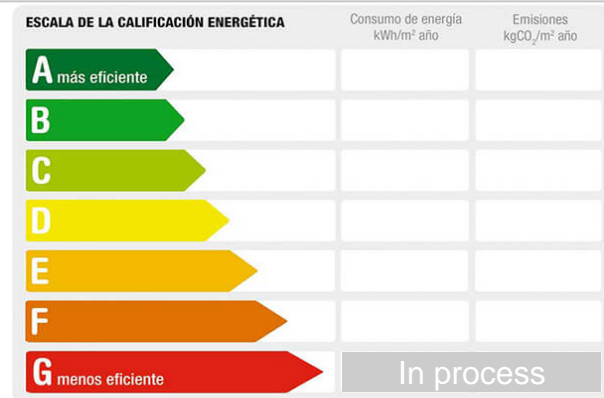 ESCALA DE LA CALIFICACIÓN ENERGÉTICA
Consumo de energía
kWh/m² año
Emisiones
kgCO₂/m² año
A más eficiente
B
C
D
E
F
G menos eficiente
In process